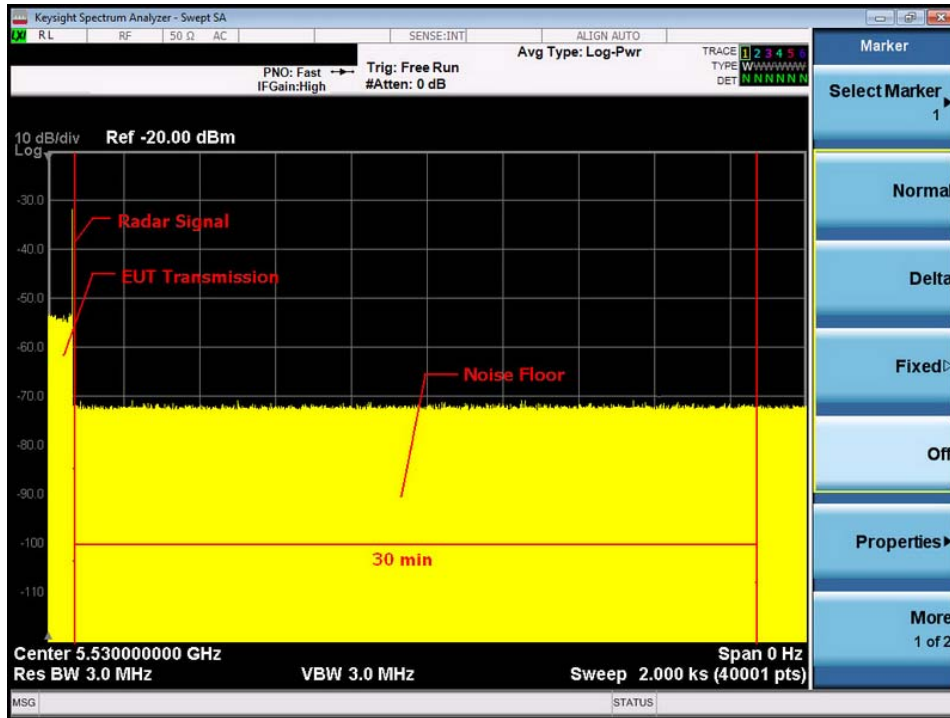 Keysight Spectrum Analyzer - Swept SA
LXI RL RF 50 Ω AC SENSE:INT ALIGN AUTO
PNO: Fast
IFGain:High
Trig: Free Run
#Atten: 0 dB
Avg Type: Log-Pwr
TRACE 1 2 3 4 5 6
TYPE WWWWWW
DET N N N N N N
10 dB/div
Log
Ref -20.00 dBm
-30.0
-40.0
-50.0
-60.0
-70.0
-80.0
-90.0
-100
-110
Radar Signal
EUT Transmission
Noise Floor
30 min
Center 5.530000000 GHz
Span 0 Hz
Res BW 3.0 MHz
VBW 3.0 MHz
Sweep 2.000 ks (40001 pts)
MSG
STATUS
Marker
Select Marker
1
Normal
Delta
Fixed
Off
Properties
More
1 of 2